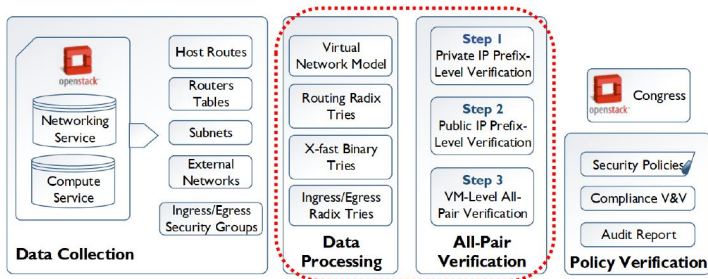 openstack
Networking
Service
Compute
Service
Host Routes
Routers
Tables
Subnets
External
Networks
Ingress/Egress
Security Groups
Data Collection
Virtual
Network Model
Routing Radix
Tries
X-fast Binary
Tries
Ingress/Egress
Radix Tries
Data
Processing
Step 1
Private IP Prefix-
Level Verification
Step 2
Public IP Prefix-
Level Verification
Step 3
VM-Level All-
Pair Verification
All-Pair
Verification
openstack
Congress
Security Policies
Compliance V&V
Audit Report
Policy Verification